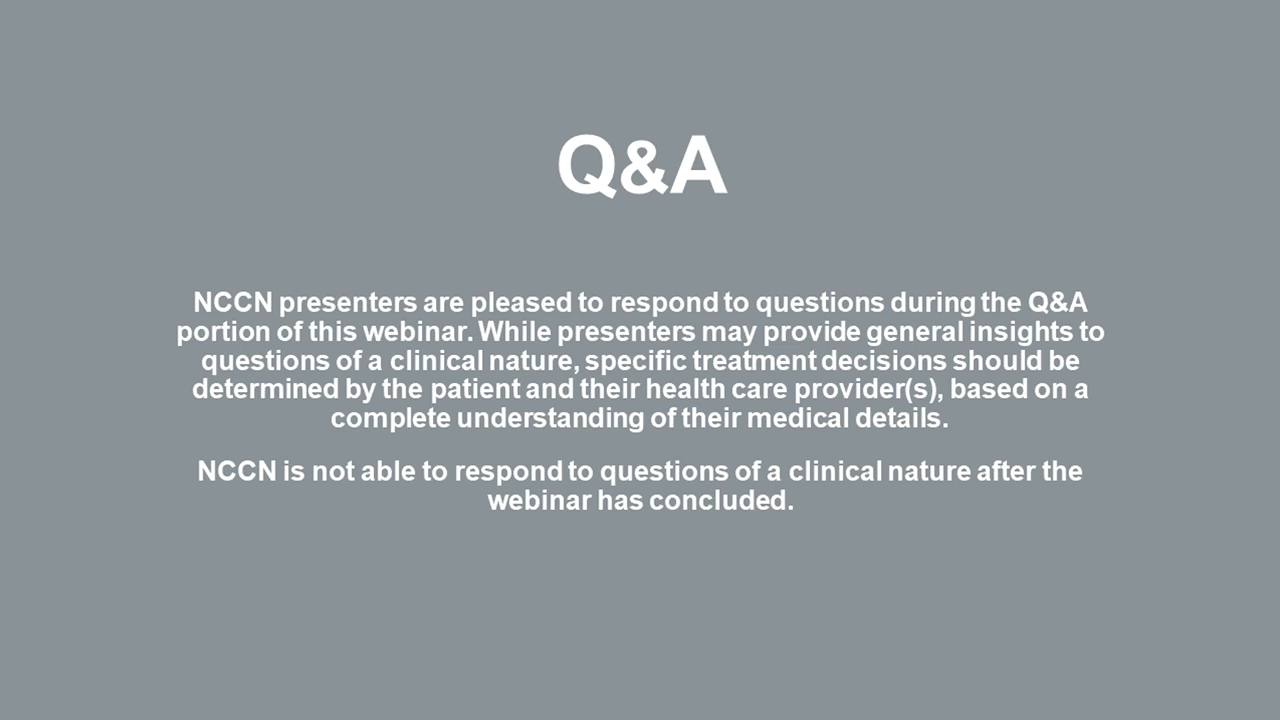 Q&A
NCCN presenters are pleased to respond to questions during the Q&A
portion of this webinar. While presenters may provide general insights to
questions of a clinical nature, specific treatment decisions should be
determined by the patient and their health care provider(s), based on a
complete understanding of their medical details.
NCCN is not able to respond to questions of a clinical nature after the
webinar has concluded.